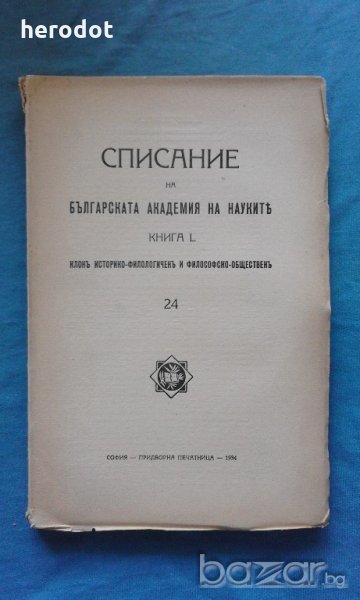 herodot
СПИСАНИЕ
НА
БЪЛГАРСКАТА АКАДЕМИЯ НА НАУКИТѢ
КНИГА L
КЛОНЪ ИСТОРИКО-ФИЛОЛОГИЧЕНЪ И ФИЛОСОФСКО-ОБЩЕСТВЕНЪ
24
СОФИЯ — ПРИДВОРНА ПЕЧАТНИЦА — 1934
bazar.bg